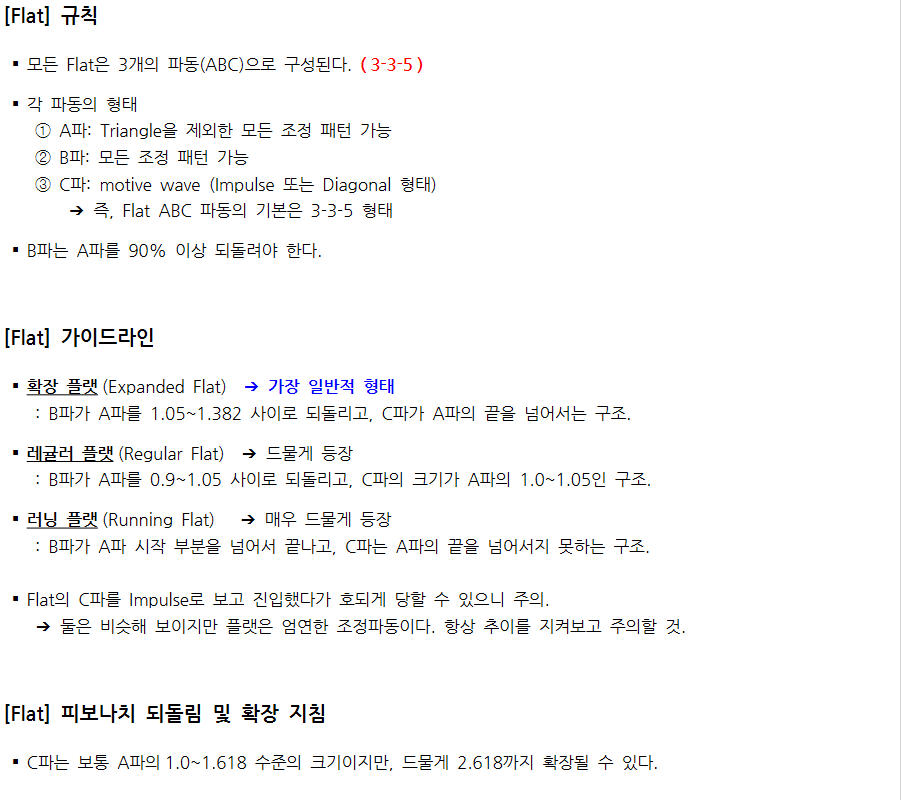 [Flat] 규칙
▪ 모든 Flat은 3개의 파동(ABC)으로 구성된다. ( 3-3-5 )
▪ 각 파동의 형태
① A파: Triangle을 제외한 모든 조정 패턴 가능
② B파: 모든 조정 패턴 가능
③ C파: motive wave (Impulse 또는 Diagonal 형태)
➔ 즉, Flat ABC 파동의 기본은 3-3-5 형태
▪ B파는 A파를 90% 이상 되돌려야 한다.
[Flat] 가이드라인
▪ 확장 플랫 (Expanded Flat) ➔ 가장 일반적 형태
: B파가 A파를 1.05~1.382 사이로 되돌리고, C파가 A파의 끝을 넘어서는 구조.
▪ 레귤러 플랫 (Regular Flat) ➔ 드물게 등장
: B파가 A파를 0.9~1.05 사이로 되돌리고, C파의 크기가 A파의 1.0~1.05인 구조.
▪ 러닝 플랫 (Running Flat) ➔ 매우 드물게 등장
: B파가 A파 시작 부분을 넘어서 끝나고, C파는 A파의 끝을 넘어서지 못하는 구조.
▪ Flat의 C파를 Impulse로 보고 진입했다가 호되게 당할 수 있으니 주의.
➔ 둘은 비슷해 보이지만 플랫은 엄연한 조정파동이다. 항상 추이를 지켜보고 주의할 것.
[Flat] 피보나치 되돌림 및 확장 지침
▪ C파는 보통 A파의 1.0~1.618 수준의 크기이지만, 드물게 2.618까지 확장될 수 있다.